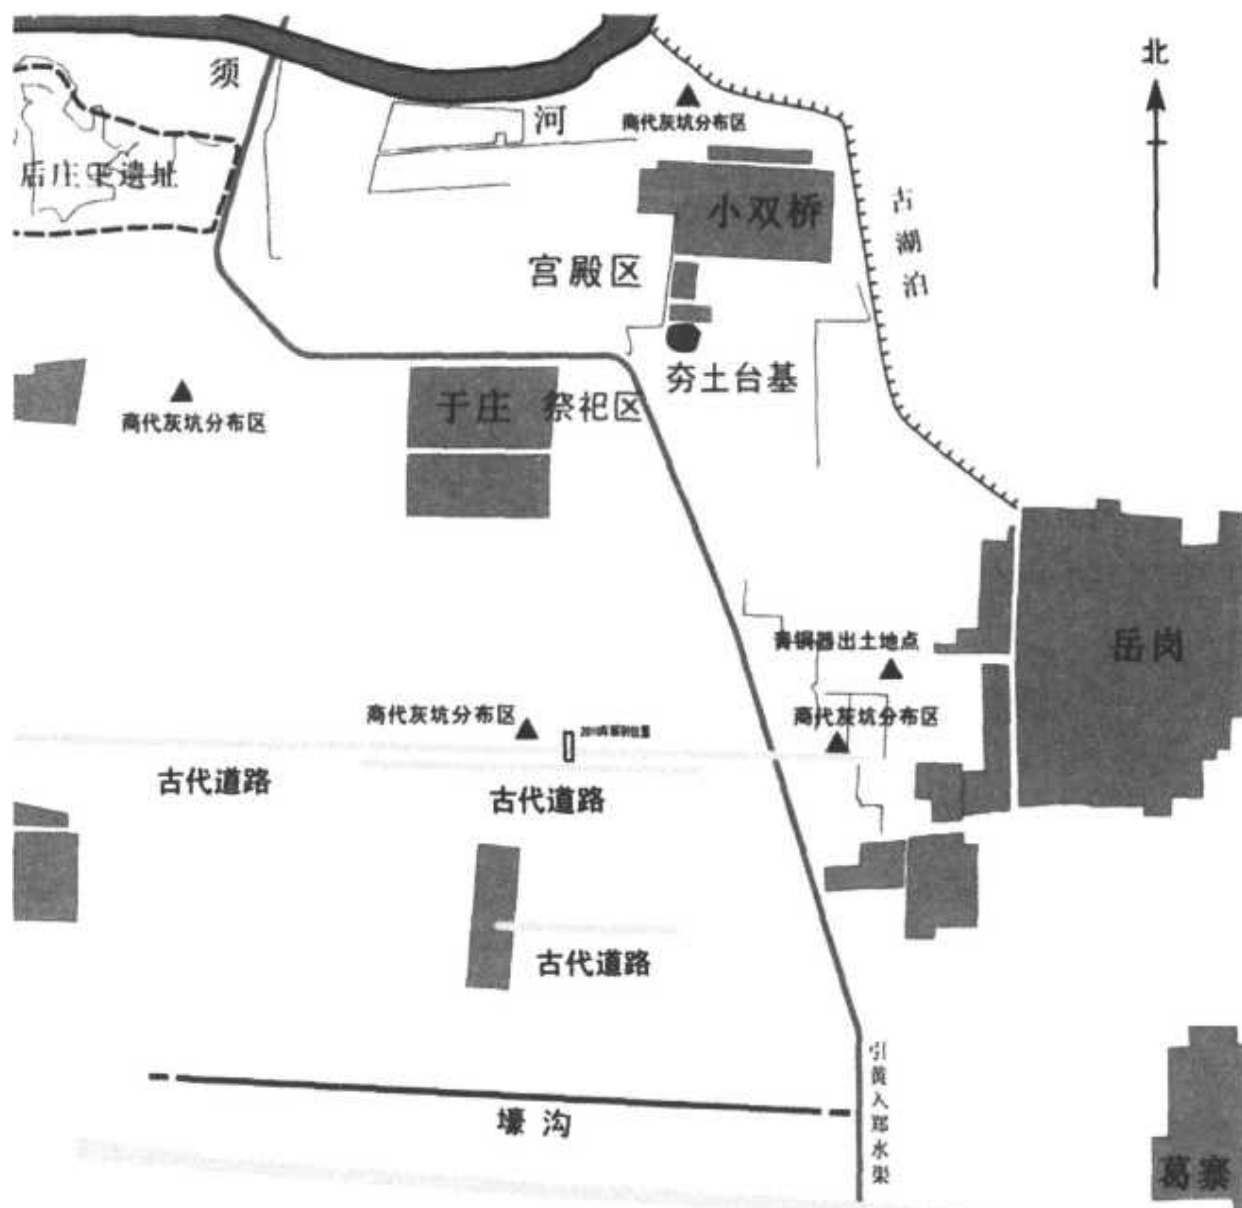 北
须
河
商代灰坑分布区
后庄王遗址
小双桥
古湖泊
宫殿区
夯土台基
于庄
祭祀区
商代灰坑分布区
岳岗
青铜器出土地点
商代灰坑分布区
商代灰坑分布区
古代道路
古代道路
古代道路
引黄入郑水渠
壕沟
葛寨